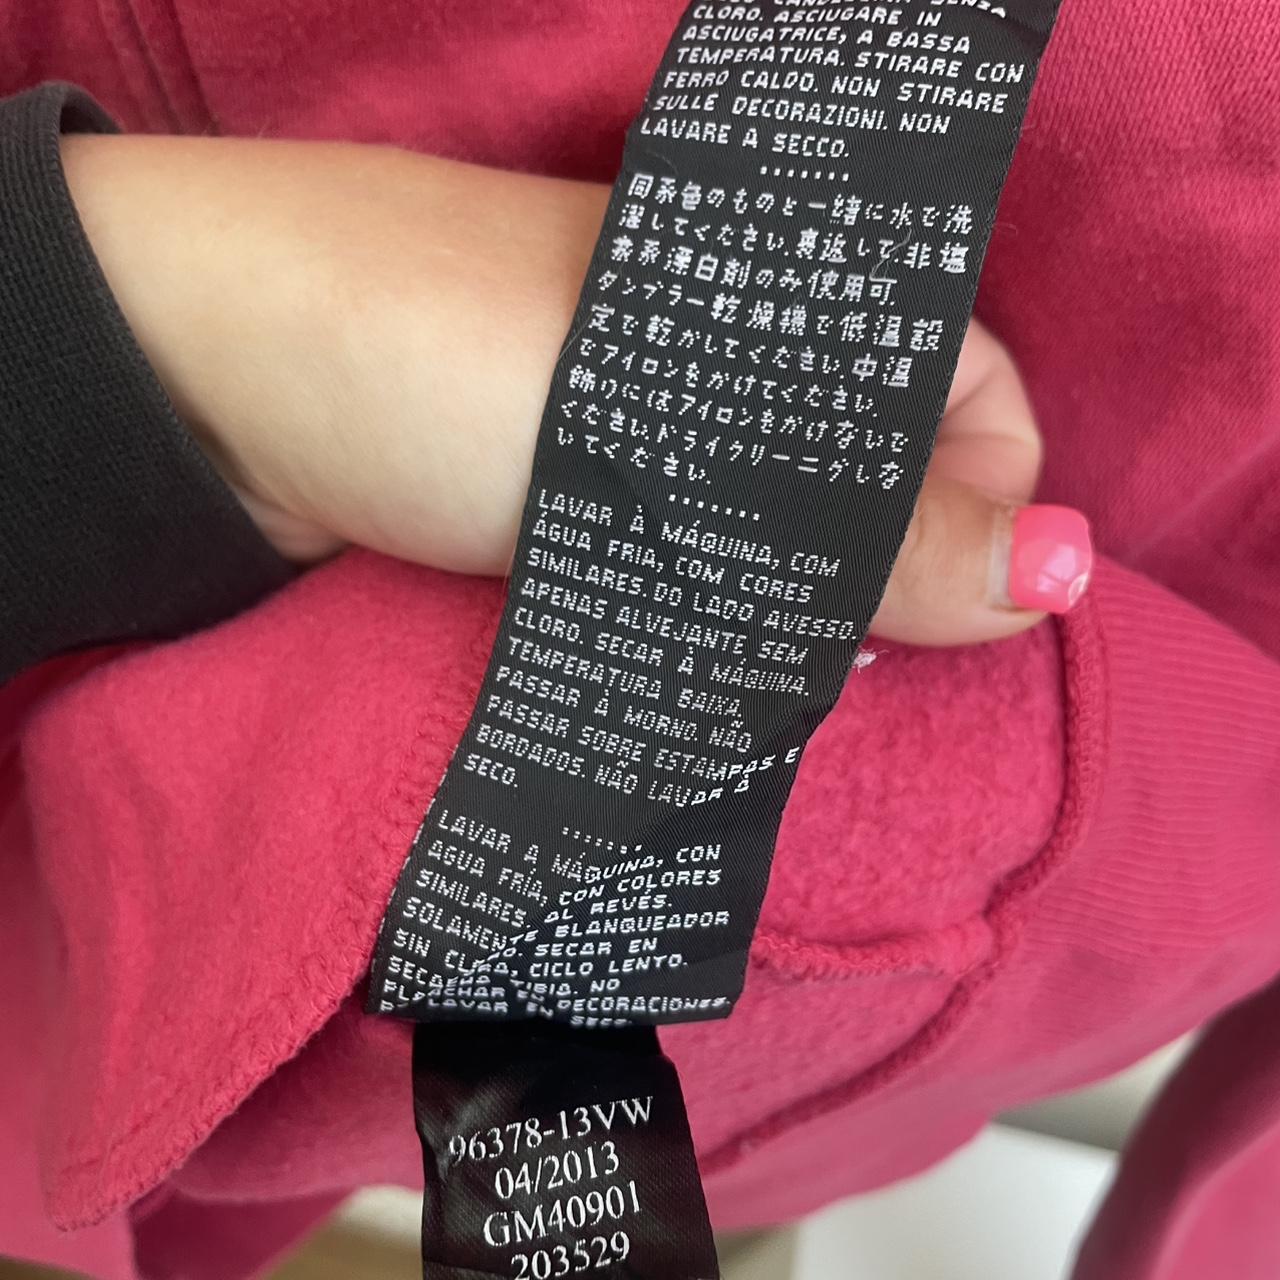 CLORO. ASCIUGARE IN
ASCIUGATRICE, A BASSA
TEMPERATURA. STIRARE CON
FERRO CALDO. NON STIRARE
SULLE DECORAZIONI. NON
LAVARE A SECCO.
.......
同系色のものと一緒に水で洗
濯してください.裏返して.非塩
素系漂白剤のみ使用可.
タンブラー乾燥機で低温設
定で乾かしてください.中温
でアイロンをかけてください.
飾りにはアイロンをかけないで
ください.ドライクリーニングしな
いてください.
.......
LAVAR À MÁQUINA, COM
ÁGUA FRIA, COM CORES
SIMILARES. DO LADO AVESSO.
APENAS ALVEJANTE SEM
CLORO. SECAR À MÁQUINA.
TEMPERATURA BAIXA,
PASSAR À MORNO. NÃO
PASSAR SOBRE ESTAMPAS E
BORDADOS. NÃO LAVAR À
SECO.
.......
LAVAR A MÁQUINA, CON
AGUA FRÍA, CON COLORES
SIMILARES, AL REVÉS.
SOLAMENTE BLANQUEADOR
SIN SECAR EN
CICLO LENTO.
TIBIA. NO
PLANCHAR EN DECORACIONES.
LAVAR EN SECO.
96378-13VW
04/2013
GM40901
203529